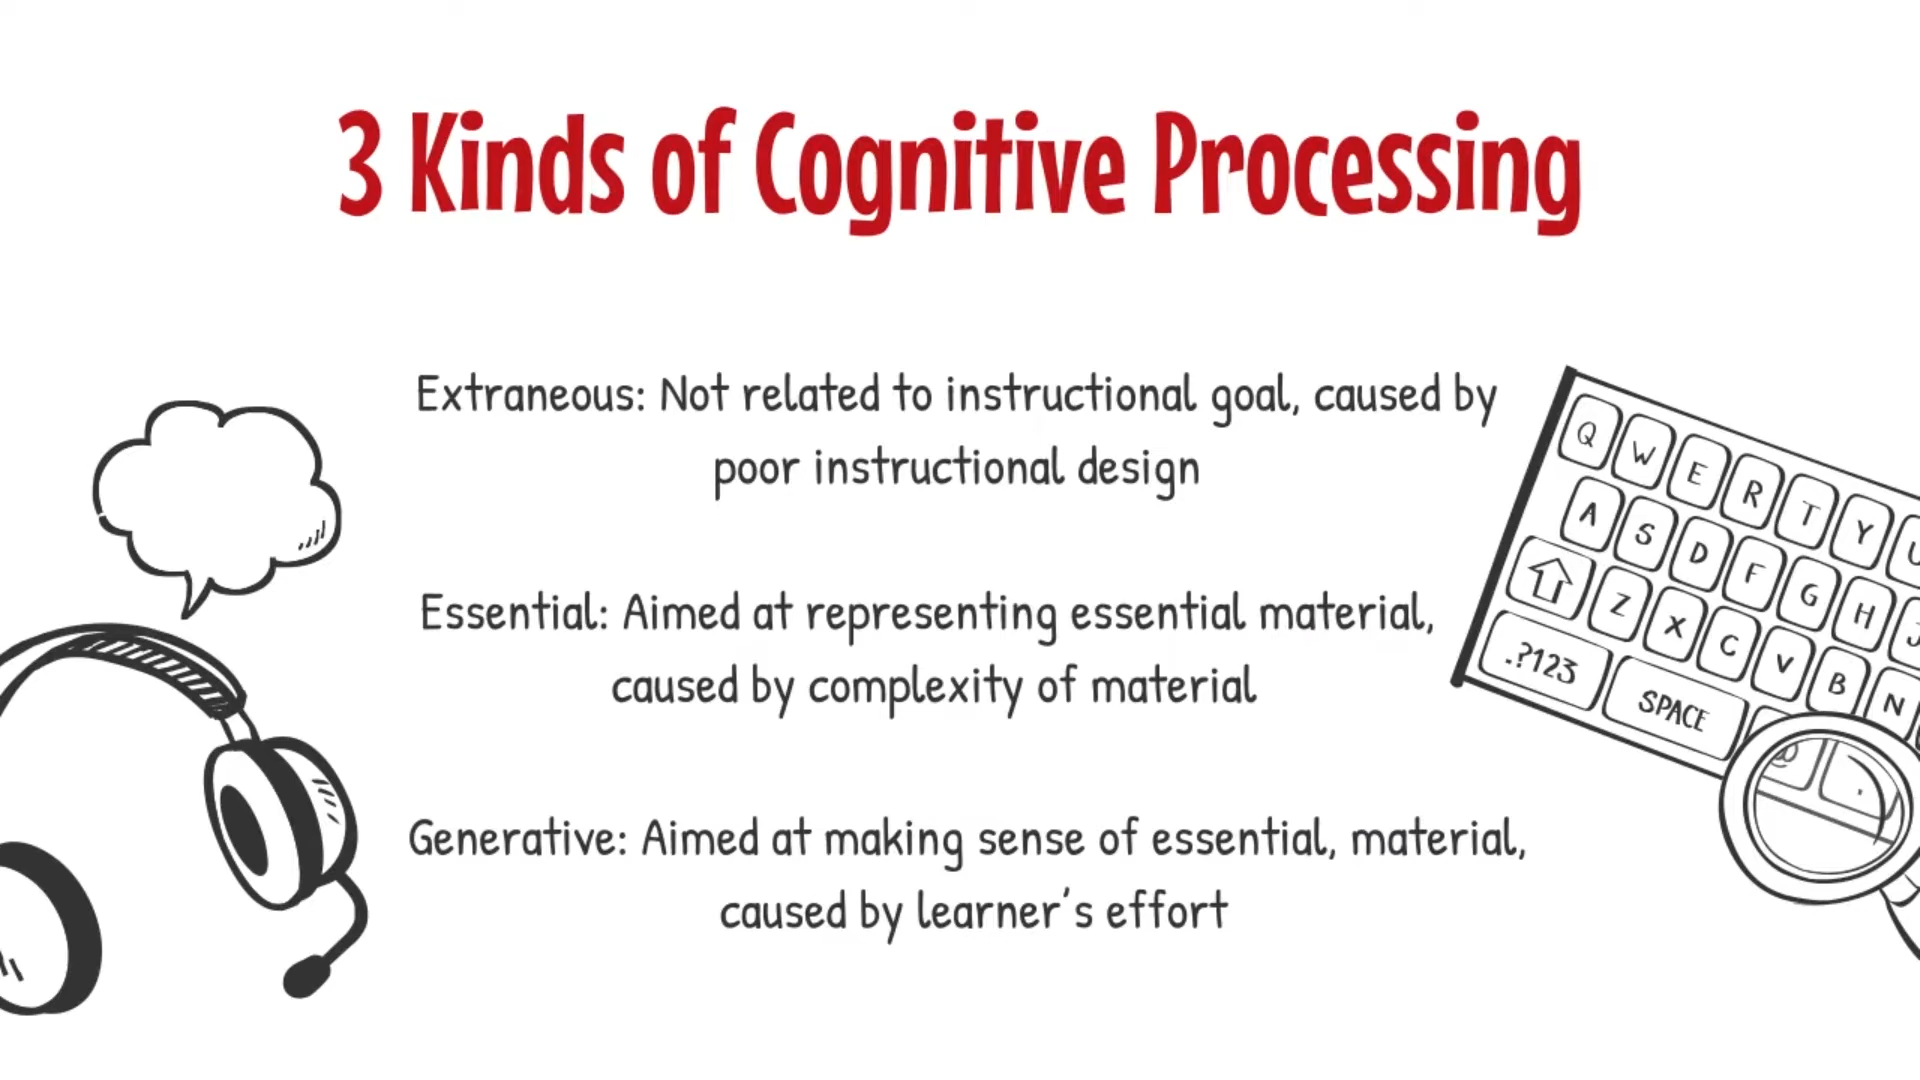 3 Kinds of Cognitive Processing
Extraneous: Not related to instructional goal, caused by
poor instructional design
Essential: Aimed at representing essential material,
caused by complexity of material
Generative: Aimed at making sense of essential, material,
caused by learner's effort
Q W E R T Y U
A S D F G H J
Z X C V B N
.?123 SPACE